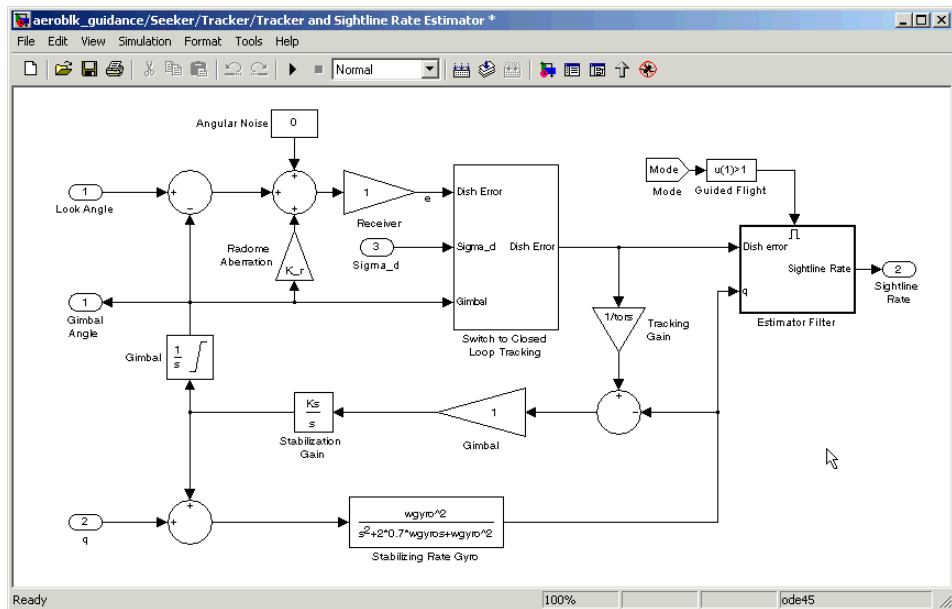 aeroblk_guidance/Seeker/Tracker/Tracker and Sightline Rate Estimator *
File Edit View Simulation Format Tools Help
Normal
Angular Noise
0
Mode
Mode
u(1)>1
Guided Flight
1
Look Angle
+
−
+
+
+
1
Receiver
e
Dish Error
Radome
Aberration
K_r
3
Sigma_d
Sigma_d
Dish Error
Gimbal
Switch to Closed
Loop Tracking
Dish error
Sightline Rate
q
Estimator Filter
2
Sightline
Rate
1
Gimbal
Angle
Gimbal
1
s
1/tors
Tracking
Gain
Ks
s
Stabilization
Gain
1
Gimbal
+
−
2
q
+
+
wgyro^2
s2+2*0.7*wgyros+wgyro^2
Stabilizing Rate Gyro
Ready
100%
ode45